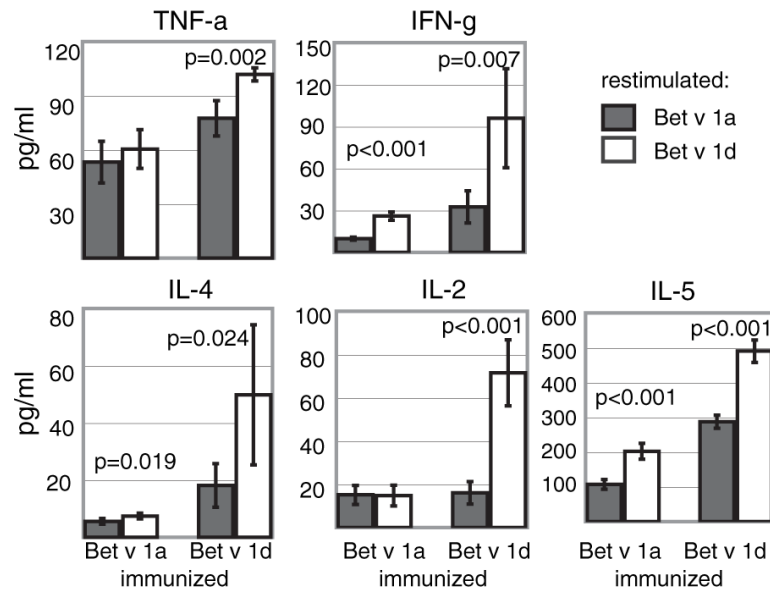 TNF-a
120
90
60
30
pg/ml
p=0.002
IFN-g
150
120
90
60
30
p<0.001
p=0.007
restimulated:
Bet v 1a
Bet v 1d
IL-4
80
60
40
20
pg/ml
p=0.019
p=0.024
Bet v 1a Bet v 1d
immunized
IL-2
100
80
60
40
20
p<0.001
Bet v 1a Bet v 1d
immunized
IL-5
600
500
400
300
200
100
p<0.001
p<0.001
Bet v 1a Bet v 1d
immunized